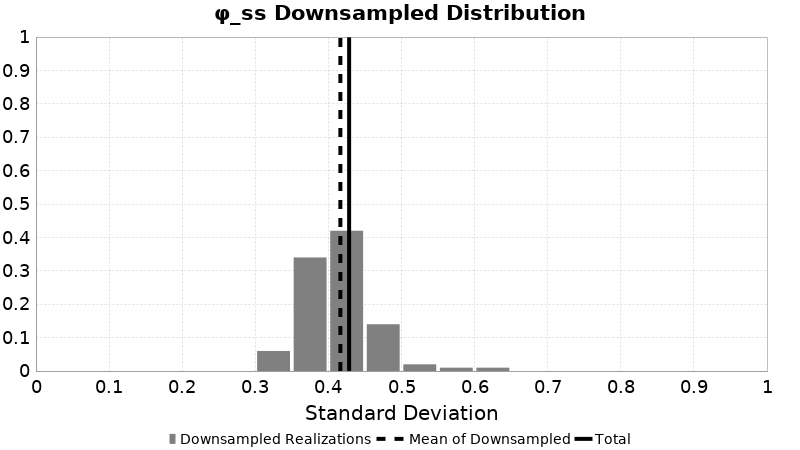 φ_ss Downsampled Distribution
1
0.9
0.8
0.7
0.6
0.5
0.4
0.3
0.2
0.1
0
0 0.1 0.2 0.3 0.4 0.5 0.6 0.7 0.8 0.9 1
Standard Deviation
Downsampled Realizations Mean of Downsampled Total